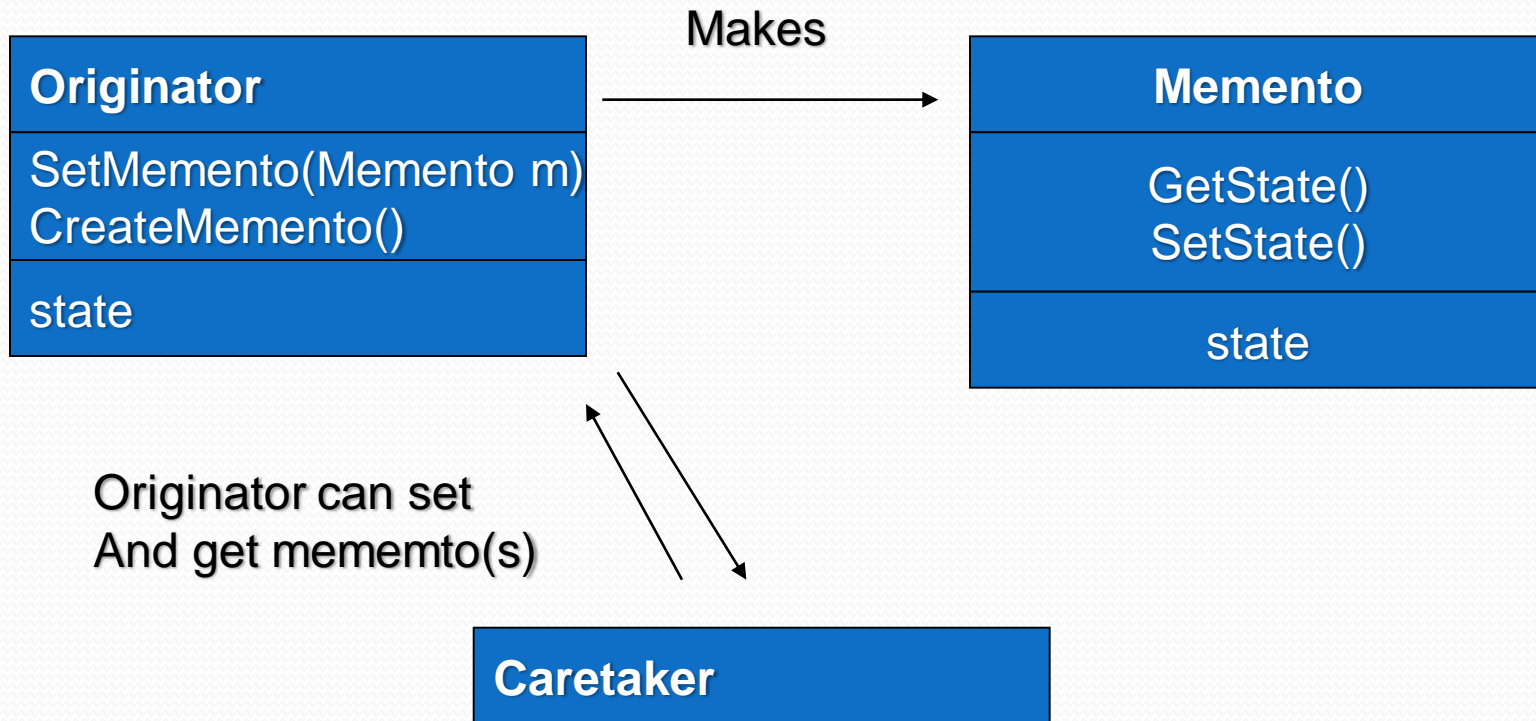 Makes
Originator
SetMemento(Memento m)
CreateMemento()
state
Memento
GetState()
SetState()
state
Originator can set
And get mememto(s)
Caretaker